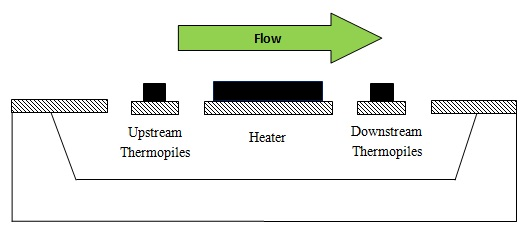 Flow
Upstream
Thermopiles
Heater
Downstream
Thermopiles